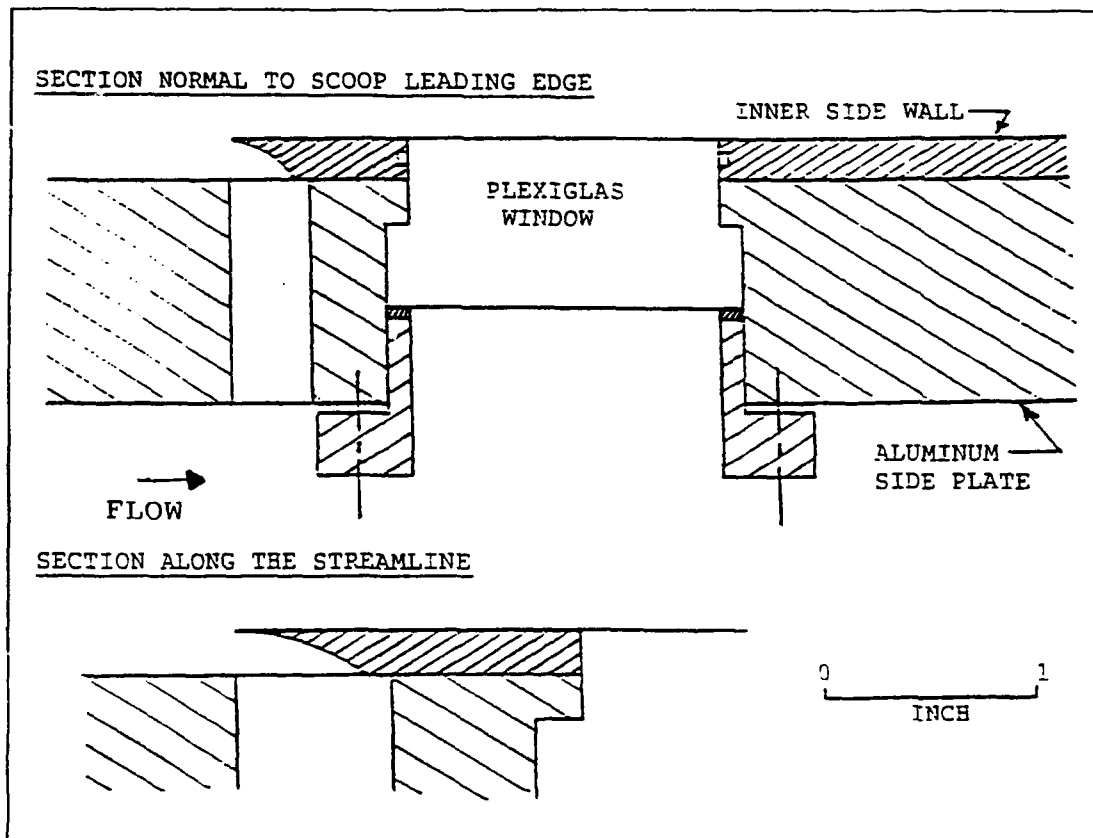 SECTION NORMAL TO SCOOP LEADING EDGE
INNER SIDE WALL
PLEXIGLAS
WINDOW
ALUMINUM
SIDE PLATE
FLOW
SECTION ALONG THE STREAMLINE
0 1
INCH